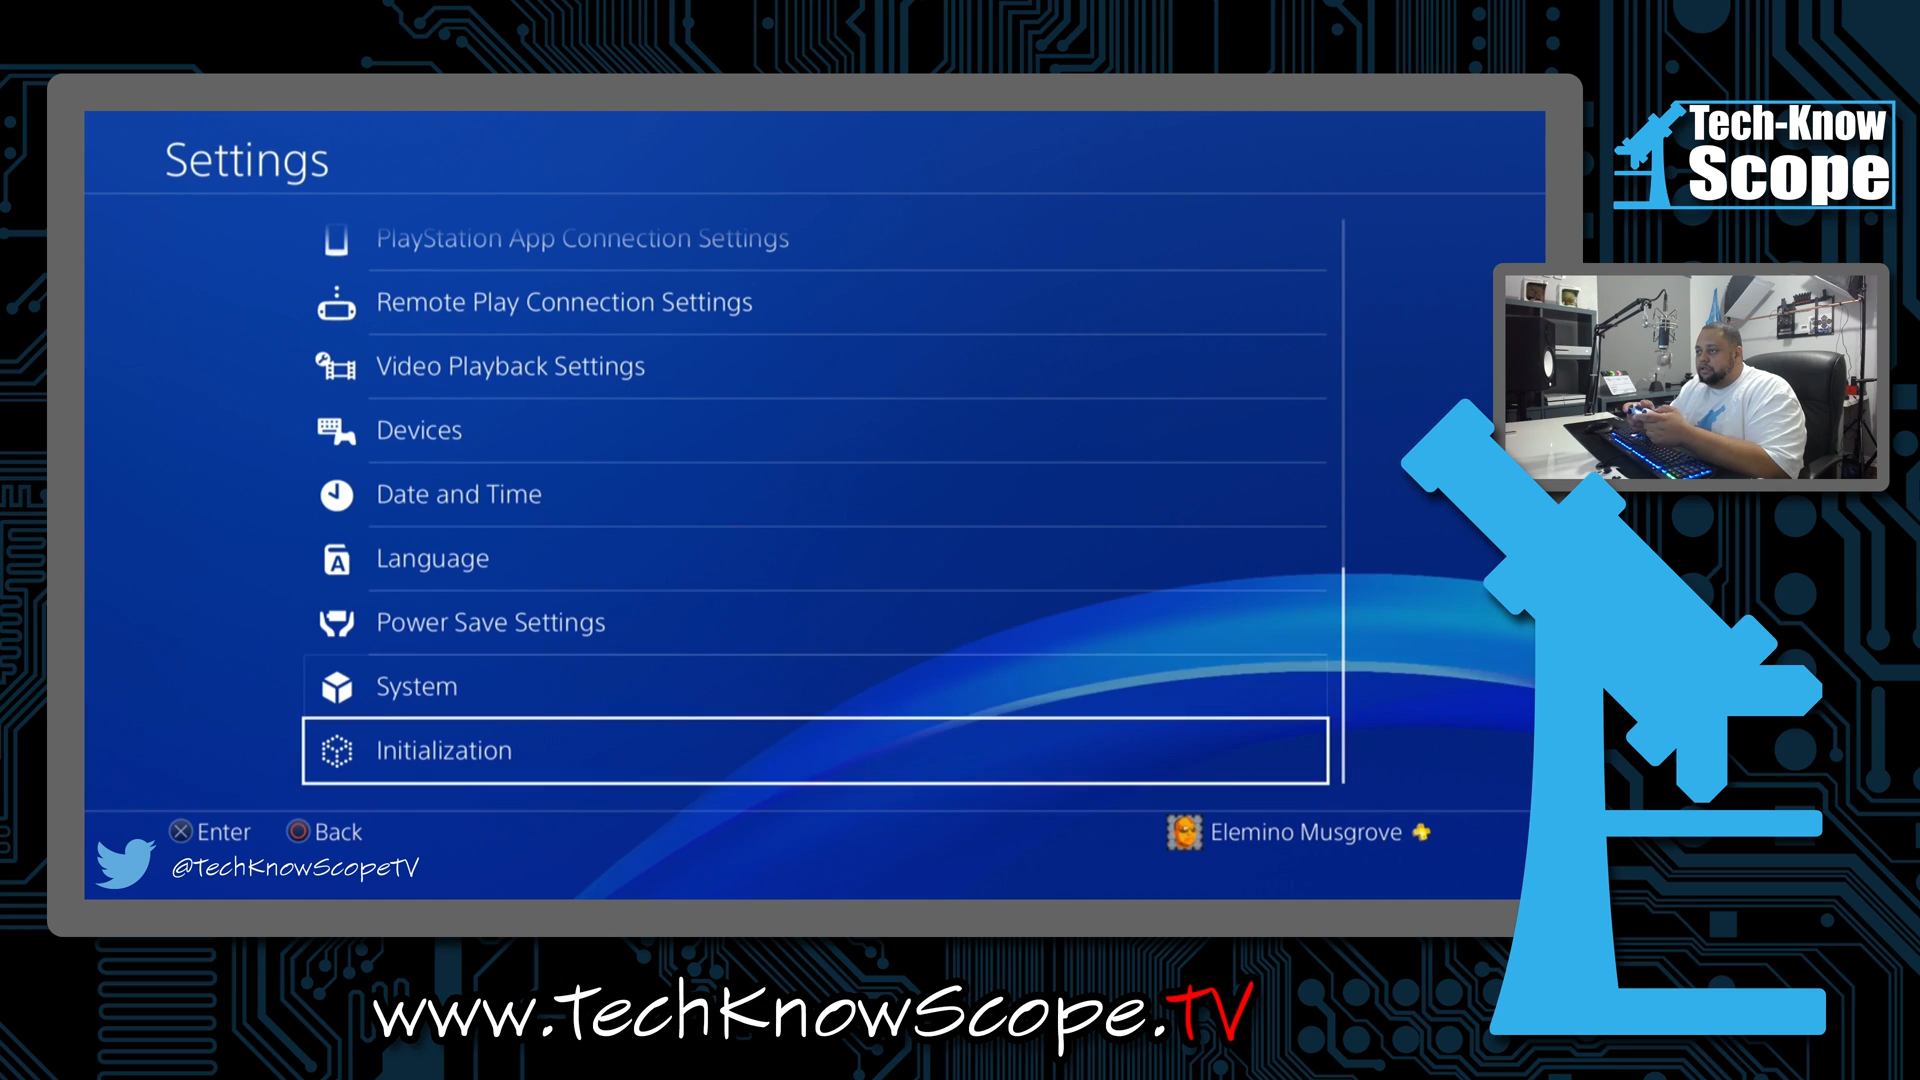 Settings
PlayStation App Connection Settings
Remote Play Connection Settings
Video Playback Settings
Devices
Date and Time
Language
Power Save Settings
System
Initialization
Enter
Back
Elemino Musgrove
@TechKnowScopeTV
Tech-Know
Scope
www.TechKnowScope.TV